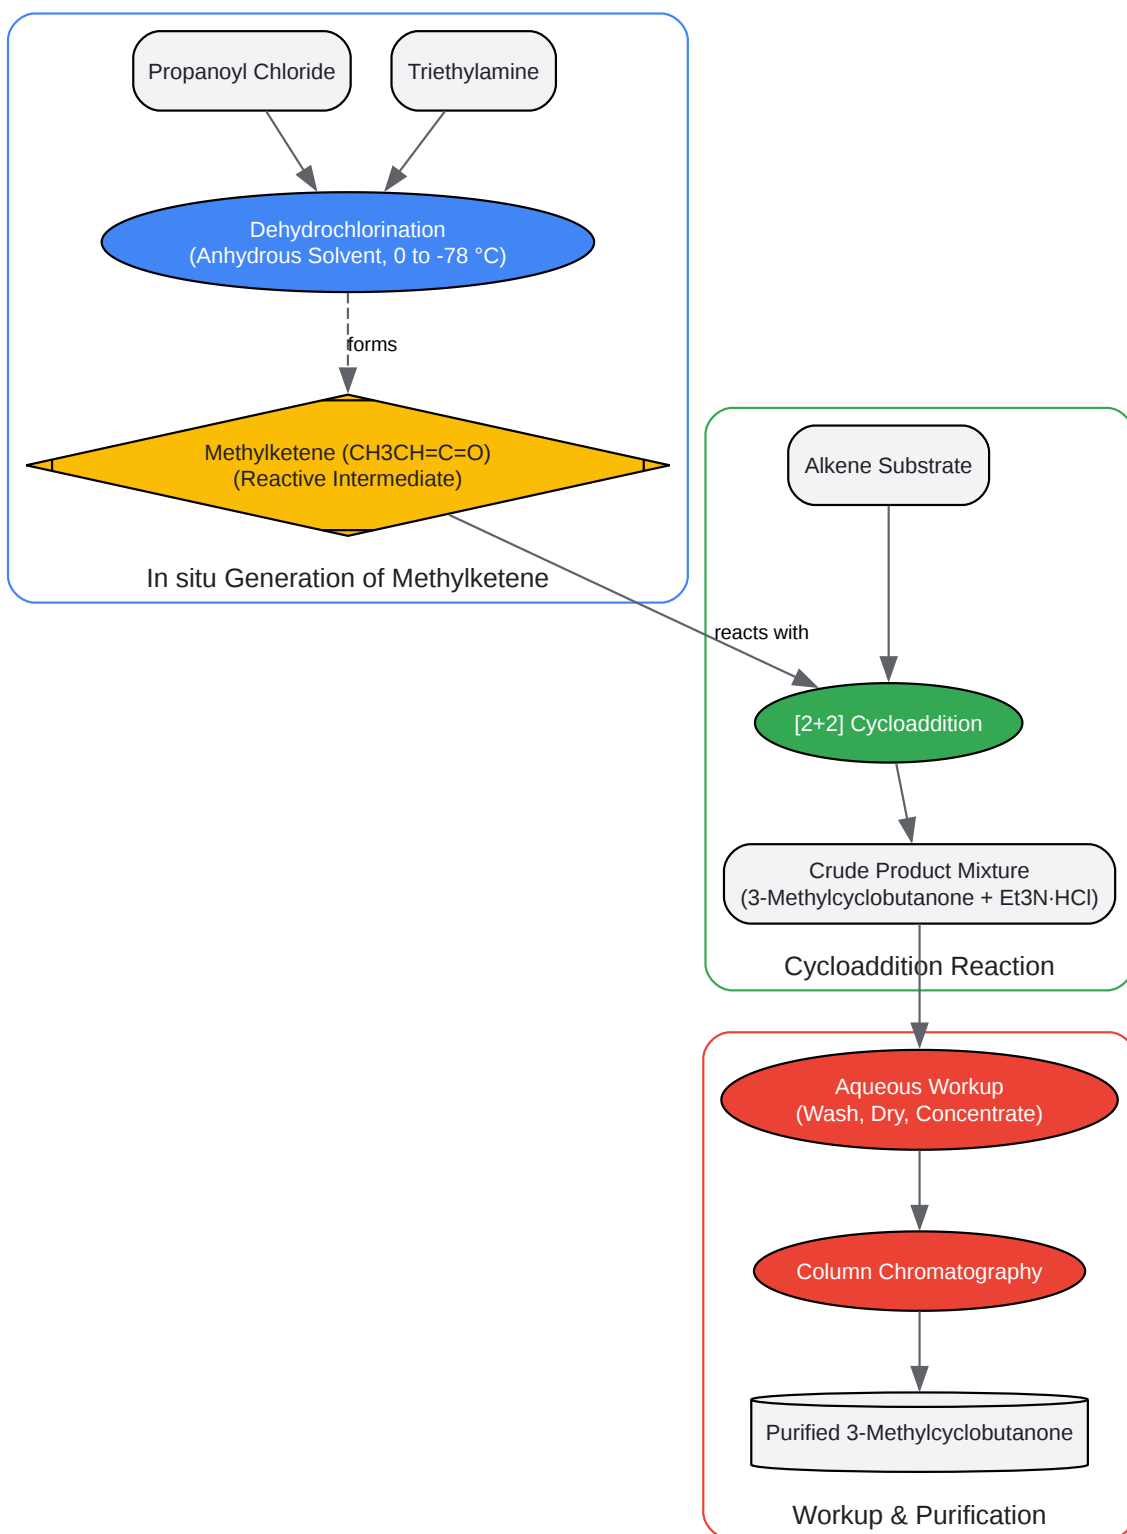 Propanoyl Chloride
Triethylamine
Dehydrochlorination
(Anhydrous Solvent, 0 to -78 °C)
forms
Methylketene (CH3CH=C=O)
(Reactive Intermediate)
In situ Generation of Methylketene
Alkene Substrate
reacts with
[2+2] Cycloaddition
Crude Product Mixture
(3-Methylcyclobutanone + Et3N·HCl)
Cycloaddition Reaction
Aqueous Workup
(Wash, Dry, Concentrate)
Column Chromatography
Purified 3-Methylcyclobutanone
Workup & Purification